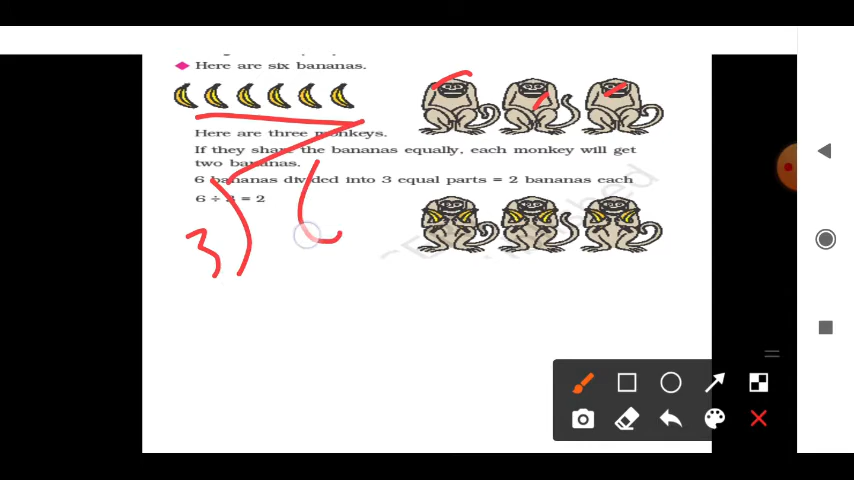 Here are six bananas.
Here are three monkeys.
If they share the bananas equally, each monkey will get
two bananas.
6 bananas divided into 3 equal parts = 2 bananas each
6 ÷ 3 = 2
3)